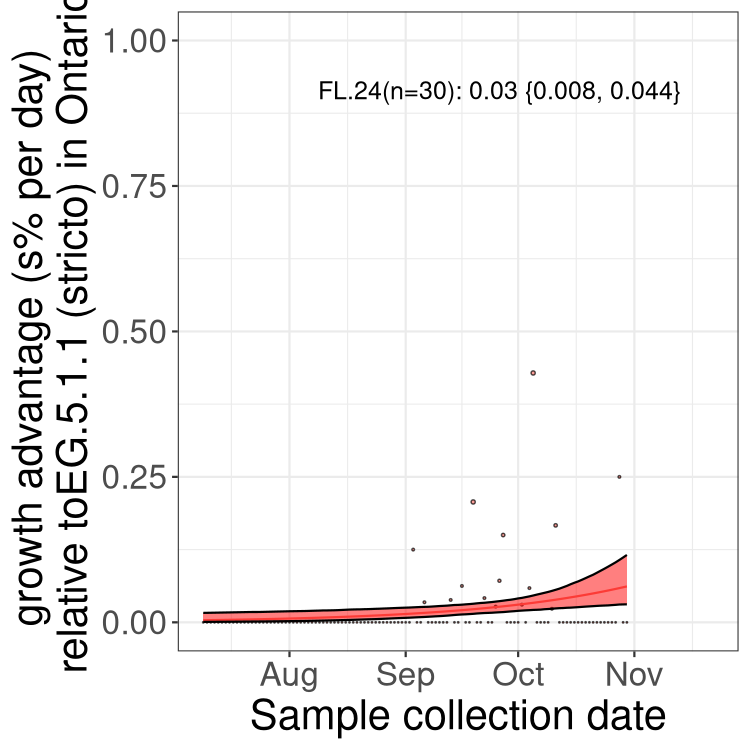 growth advantage (s% per day)
relative toEG.5.1.1 (stricto) in Ontario
1.00
0.75
0.50
0.25
0.00
FL.24(n=30): 0.03 {0.008, 0.044}
Aug Sep Oct Nov
Sample collection date